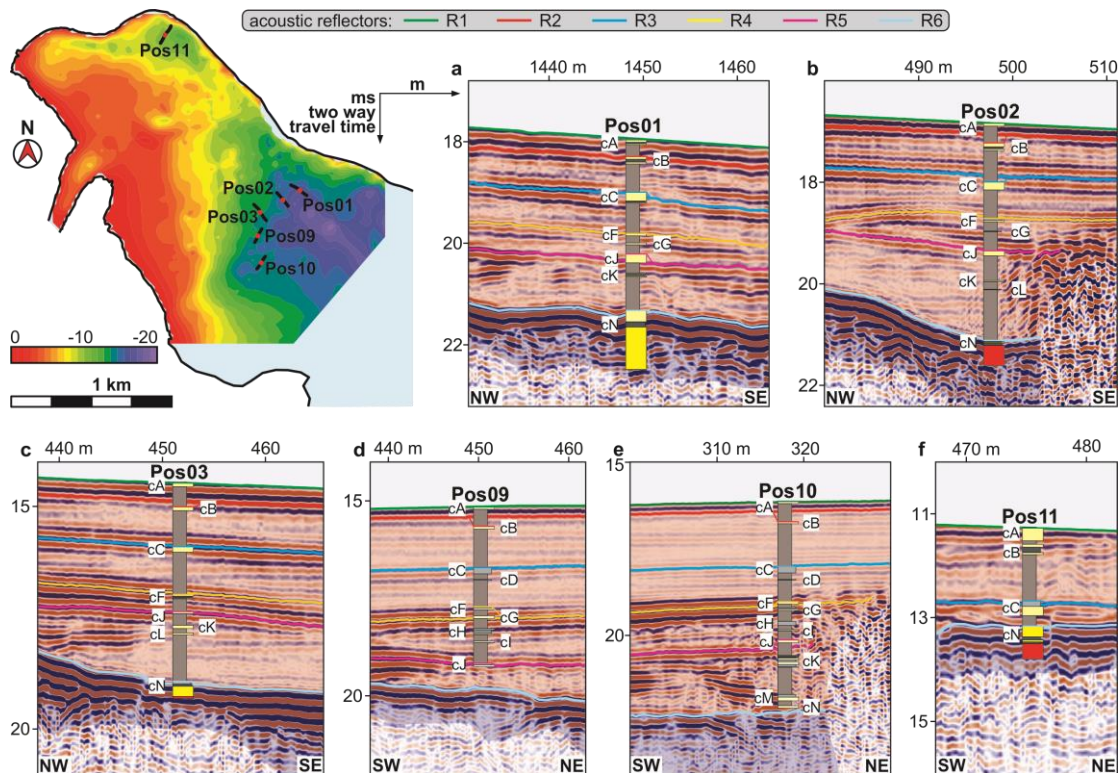 acoustic reflectors: R1 R2 R3 R4 R5 R6
Pos11
N
ms
two way
travel time
m
Pos02
Pos01
Pos03
Pos09
Pos10
0 -10 -20
1 km
a
1440 m 1450 1460
Pos01
18
20
22
cA
cB
cC
cF
cG
cJ
cK
cN
NW SE
b
490 m 500 510
Pos02
18
20
22
cA
cB
cC
cF
cG
cJ
cK
cL
cN
NW SE
c
440 m 450 460
Pos03
15
20
cA
cB
cC
cF
cJ
cK
cL
cN
NW SE
d
440 m 450 460
Pos09
15
20
cA
cB
cC
cD
cF
cG
cH
cI
cJ
SW NE
e
310 m 320
Pos10
15
20
cA
cB
cC
cD
cF
cG
cH
cI
cJ
cK
cM
cN
SW NE
f
470 m 480
Pos11
11
13
15
cA
cB
cC
cN
SW NE